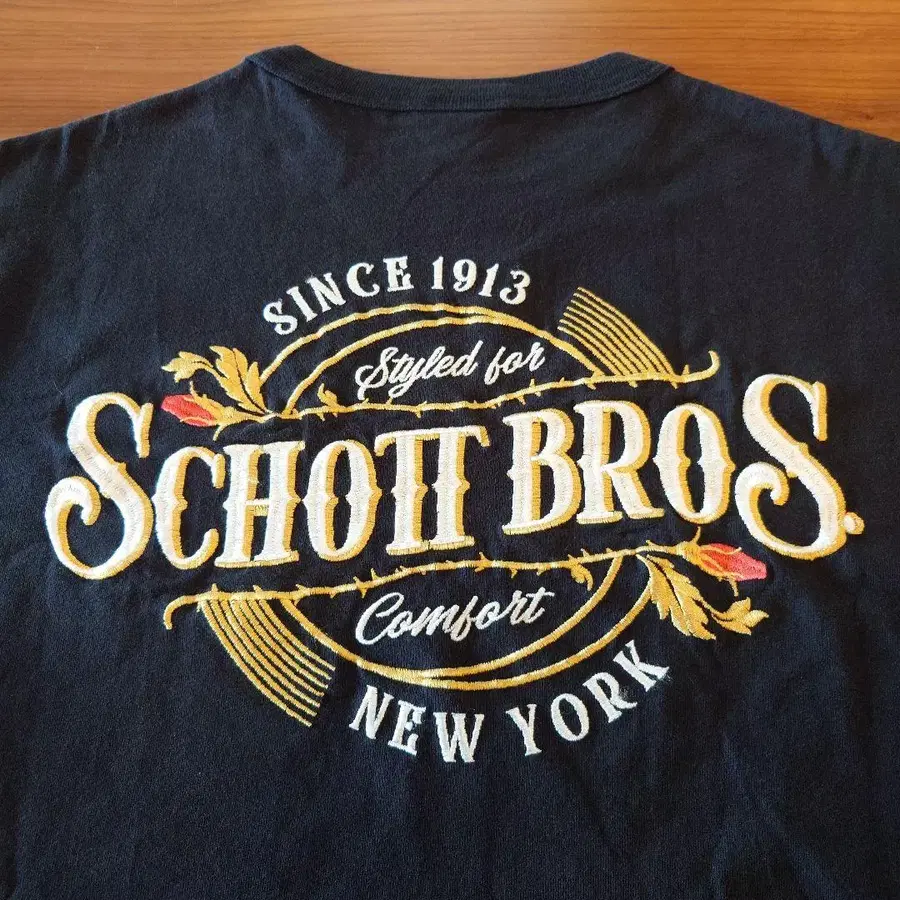 SINCE 1913
Styled for
SCHOTT BROS.
Comfort
NEW YORK